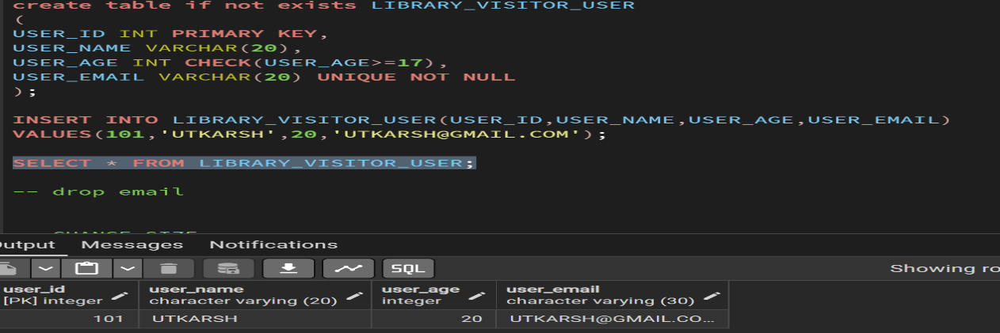 create table if not exists LIBRARY_VISITOR_USER
(
USER_ID INT PRIMARY KEY,
USER_NAME VARCHAR(20),
USER_AGE INT CHECK(USER_AGE>=17),
USER_EMAIL VARCHAR(20) UNIQUE NOT NULL
);
INSERT INTO LIBRARY_VISITOR_USER(USER_ID,USER_NAME,USER_AGE,USER_EMAIL)
VALUES(101,'UTKARSH',20,'UTKARSH@GMAIL.COM');
SELECT * FROM LIBRARY_VISITOR_USER;
-- drop email
CHANGE SIZE
utput Messages Notifications
SQL Showing ro
user_id user_name user_age user_email
[PK] integer character varying (20) integer character varying (30)
101 UTKARSH 20 UTKARSH@GMAIL.CO...